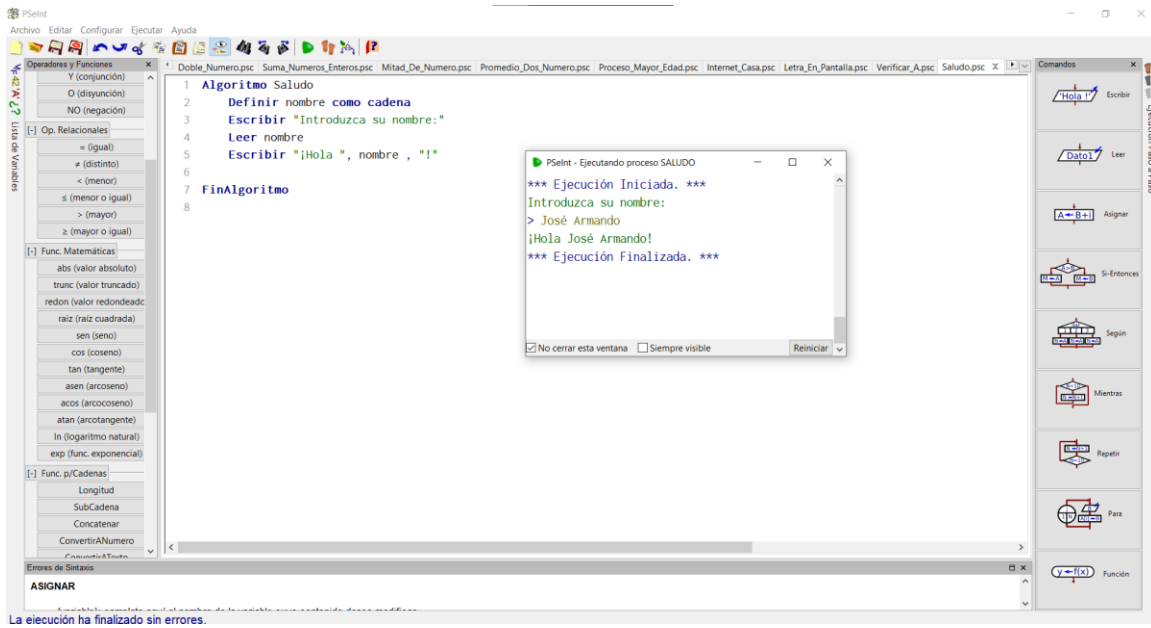 PSeInt
Archivo Editar Configurar Ejecutar Ayuda
Operadores y Funciones
Doble_Numero.psc Suma_Numeros_Enteros.psc Mitad_De_Numero.psc Promedio_Dos_Numero.psc Proceso_Mayor_Edad.psc Internet_Casa.psc Letra_En_Pantalla.psc Verificar_A.psc Saludo.psc
Comandos
Lista de Variables
Y (conjunción)
O (disyunción)
NO (negación)
[-] Op. Relacionales
= (igual)
≠ (distinto)
< (menor)
≤ (menor o igual)
> (mayor)
≥ (mayor o igual)
[-] Func. Matemáticas
abs (valor absoluto)
trunc (valor truncado)
redon (valor redondeado
raiz (raíz cuadrada)
sen (seno)
cos (coseno)
tan (tangente)
asen (arcoseno)
acos (arcocoseno)
atan (arcotangente)
ln (logaritmo natural)
exp (func. exponencial)
[-] Func. p/Cadenas
Longitud
SubCadena
Concatenar
ConvertirANumero
ConvertirATexto
1 Algoritmo Saludo
2 Definir nombre como cadena
3 Escribir "Introduzca su nombre:"
4 Leer nombre
5 Escribir "¡Hola ", nombre , "!"
6
7 FinAlgoritmo
8
PSeInt - Ejecutando proceso SALUDO
*** Ejecución Iniciada. ***
Introduzca su nombre:
> José Armando
¡Hola José Armando!
*** Ejecución Finalizada. ***
No cerrar esta ventana Siempre visible Reiniciar
'Hola !' Escribir
Dato1 Leer
A←B+i Asignar
Si-Entonces
Según
Mientras
Repetir
Para
y←f(x) Función
Errores de Sintaxis
ASIGNAR
La ejecución ha finalizado sin errores.